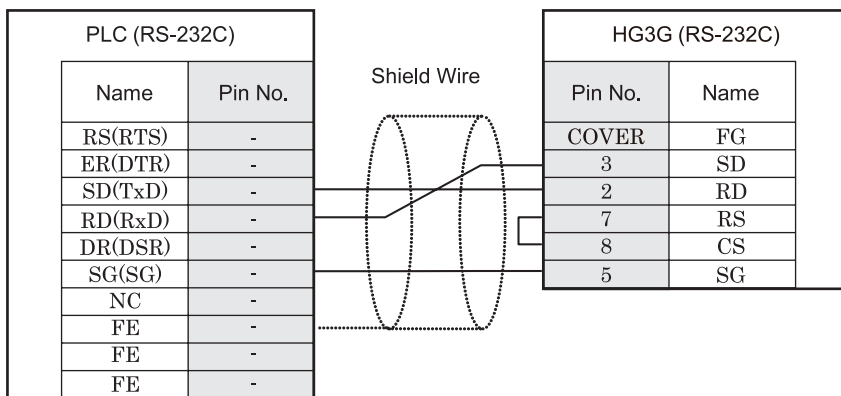 PLC (RS-232C)
Name Pin No.
RS(RTS) -
ER(DTR) -
SD(TxD) -
RD(RxD) -
DR(DSR) -
SG(SG) -
NC -
FE -
FE -
FE -
Shield Wire
HG3G (RS-232C)
Pin No. Name
COVER FG
3 SD
2 RD
7 RS
8 CS
5 SG